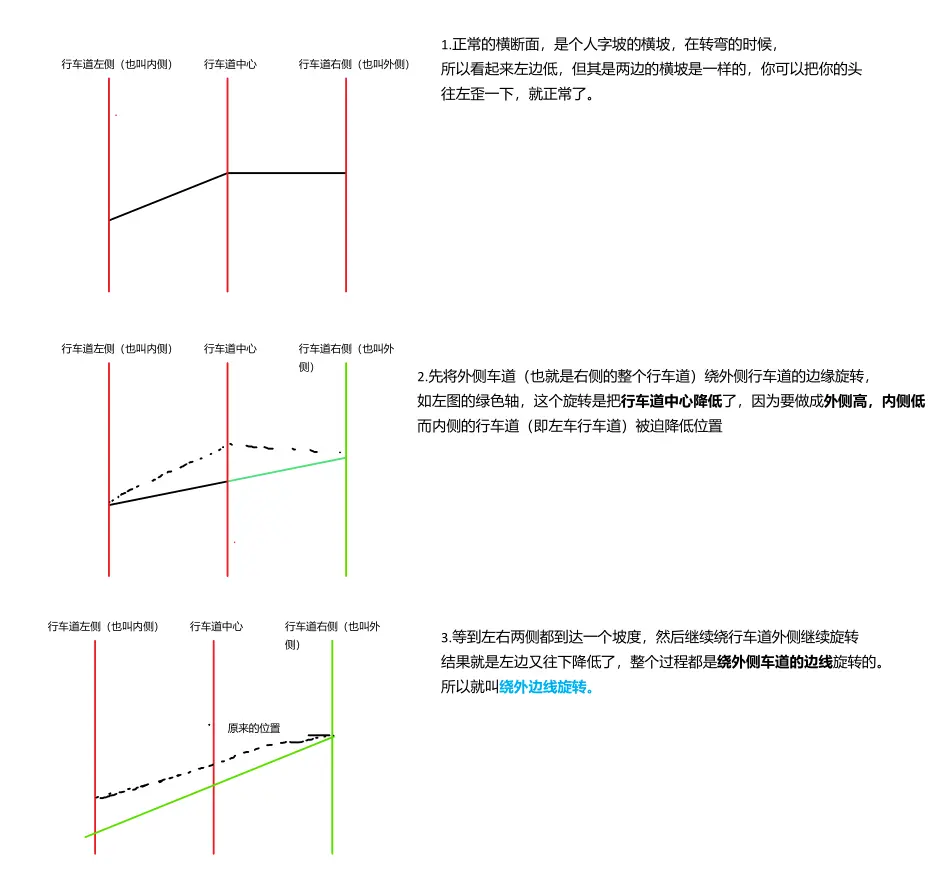 行车道左侧（也叫内侧） 行车道中心 行车道右侧（也叫外侧）
1.正常的横断面，是个人字坡的横坡，在转弯的时候，
所以看起来左边低，但其是两边的横坡是一样的，你可以把你的头
往左歪一下，就正常了。
行车道左侧（也叫内侧） 行车道中心 行车道右侧（也叫外
侧）
2.先将外侧车道（也就是右侧的整个行车道）绕外侧行车道的边缘旋转，
如左图的绿色轴，这个旋转是把行车道中心降低了，因为要做成外侧高，内侧低
而内侧的行车道（即左车行车道）被迫降低位置
行车道左侧（也叫内侧） 行车道中心 行车道右侧（也叫外
侧）
3.等到左右两侧都到达一个坡度，然后继续绕行车道外侧继续旋转
结果就是左边又往下降低了，整个过程都是绕外侧车道的边线旋转的。
所以就叫绕外边线旋转。
原来的位置